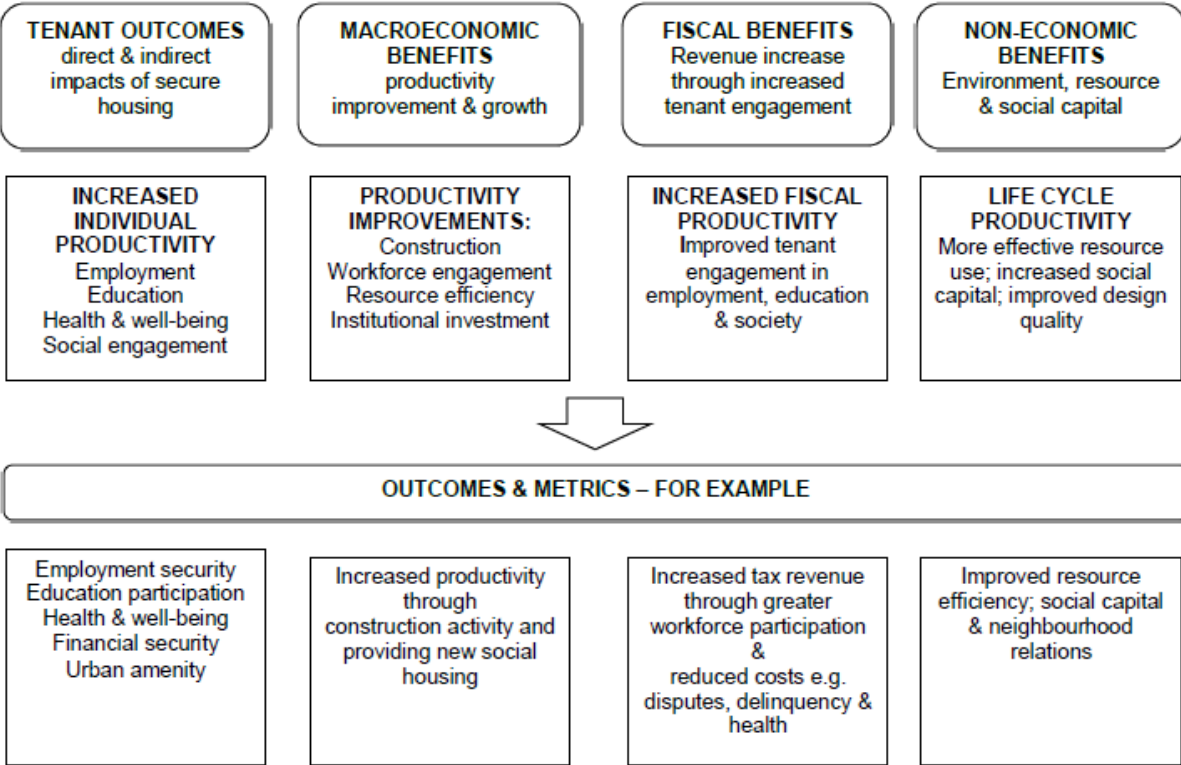 TENANT OUTCOMES
direct & indirect
impacts of secure
housing
MACROECONOMIC
BENEFITS
productivity
improvement & growth
FISCAL BENEFITS
Revenue increase
through increased
tenant engagement
NON-ECONOMIC
BENEFITS
Environment, resource
& social capital
INCREASED
INDIVIDUAL
PRODUCTIVITY
Employment
Education
Health & well-being
Social engagement
PRODUCTIVITY
IMPROVEMENTS:
Construction
Workforce engagement
Resource efficiency
Institutional investment
INCREASED FISCAL
PRODUCTIVITY
Improved tenant
engagement in
employment, education
& society
LIFE CYCLE
PRODUCTIVITY
More effective resource
use; increased social
capital; improved design
quality
OUTCOMES & METRICS – FOR EXAMPLE
Employment security
Education participation
Health & well-being
Financial security
Urban amenity
Increased productivity
through
construction activity and
providing new social
housing
Increased tax revenue
through greater
workforce participation
&
reduced costs e.g.
disputes, delinquency &
health
Improved resource
efficiency; social capital
& neighbourhood
relations